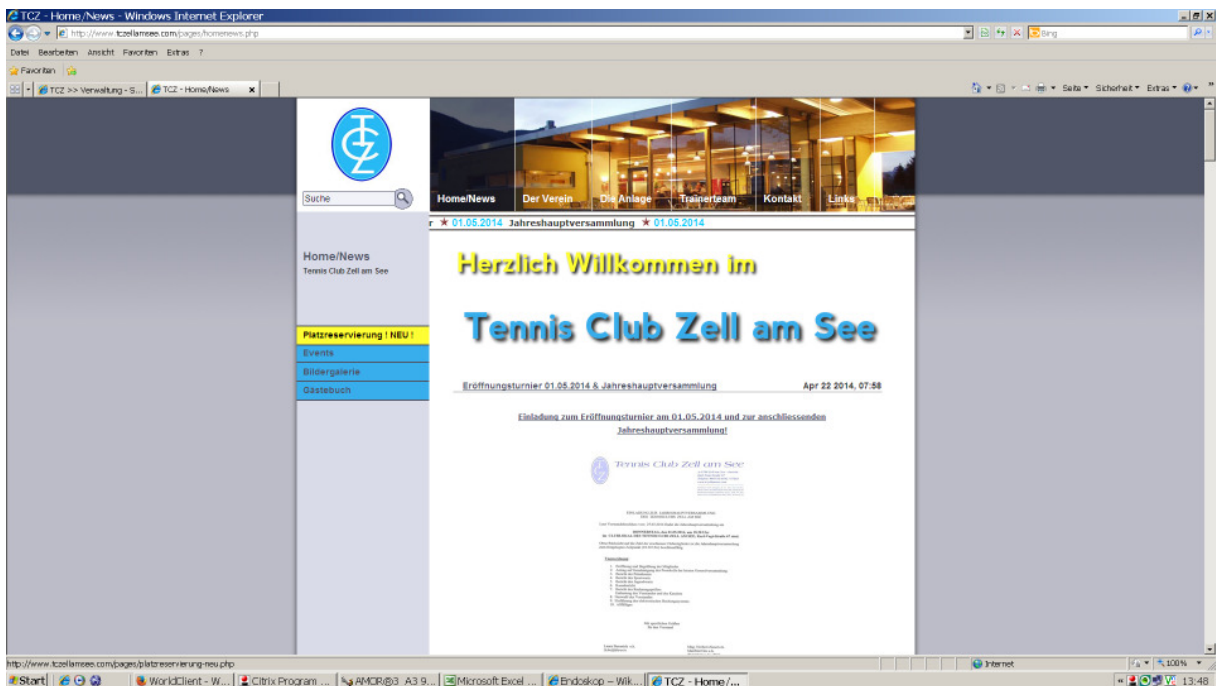 TCZ - Home/News - Windows Internet Explorer
http://www.tczellamsee.com/pages/homenews.php
Bing
Datei Bearbeiten Ansicht Favoriten Extras ?
Favoriten
TCZ >> Verwaltung - S... TCZ - Home/News
Seite Sicherheit Extras
TCZ
Suche
Home/News Der Verein Die Anlage Trainerteam Kontakt Links
r ★ 01.05.2014 Jahreshauptversammlung ★ 01.05.2014
Home/News
Tennis Club Zell am See
Herzlich Willkommen im
Tennis Club Zell am See
Platzreservierung ! NEU !
Events
Bildergalerie
Gästebuch
Eröffnungsturnier 01.05.2014 & Jahreshauptversammlung Apr 22 2014, 07:58
Einladung zum Eröffnungsturnier am 01.05.2014 und zur anschliessenden
Jahreshauptversammlung!
Tennis Club Zell am See
http://www.tczellamsee.com/pages/platzreservierung-neu.php
Internet
100%
Start
WorldClient - W...
Citrix Program ...
AMOR@3 A3 9...
Microsoft Excel ...
Endoskop – Wik...
TCZ - Home/...
13:48